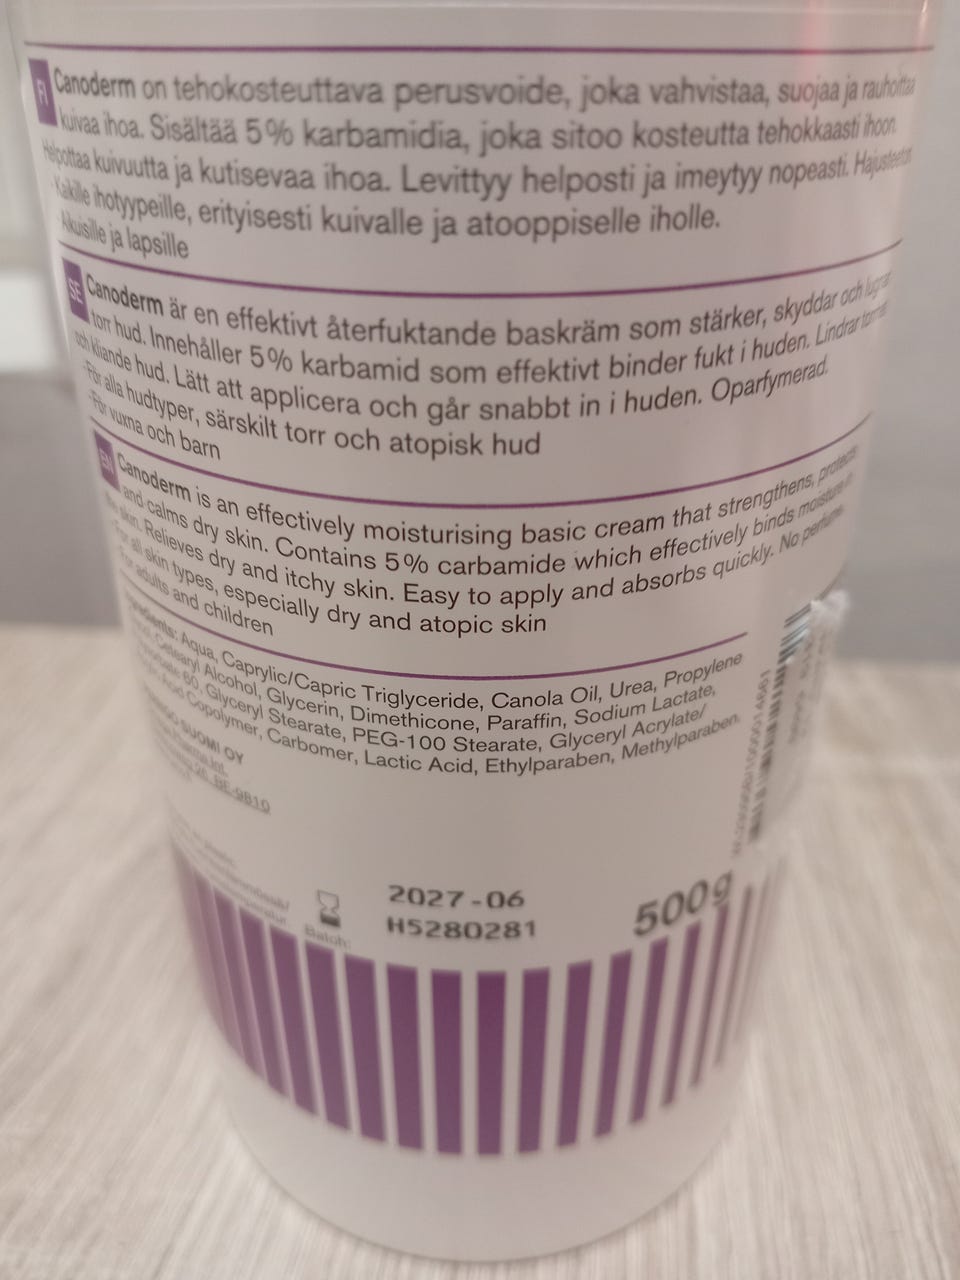 FI Canoderm on tehokosteuttava perusvoide, joka vahvistaa, suojaa ja rauhoittaa
kuivaa ihoa. Sisältää 5 % karbamidia, joka sitoo kosteutta tehokkaasti ihoon.
Helpottaa kuivuutta ja kutisevaa ihoa. Levittyy helposti ja imeytyy nopeasti.
· Kaikille ihotyypeille, erityisesti kuivalle ja atooppiselle iholle.
· Aikuisille ja lapsille
SE Canoderm är en effektivt återfuktande baskräm som stärker, skyddar och lugnar
torr hud. Innehåller 5 % karbamid som effektivt binder fukt i huden. Lindrar
och kliande hud. Lätt att applicera och går snabbt in i huden. Oparfymerad.
· För alla hudtyper, särskilt torr och atopisk hud
· För vuxna och barn
EN Canoderm is an effectively moisturising basic cream that strengthens, protects
and calms dry skin. Contains 5 % carbamide which effectively binds moisture
skin. Relieves dry and itchy skin. Easy to apply and absorbs quickly. No perfume.
· For all skin types, especially dry and atopic skin
· For adults and children
Ingredients: Aqua, Caprylic/Capric Triglyceride, Canola Oil, Urea, Propylene
Cetearyl Alcohol, Glycerin, Dimethicone, Paraffin, Sodium Lactate,
60, Glyceryl Stearate, PEG-100 Stearate, Glyceryl Acrylate/
Acid Copolymer, Carbomer, Lactic Acid, Ethylparaben, Methylparaben.
SUOMI OY
BE-9810
2027-06
Batch: H5280281
500g